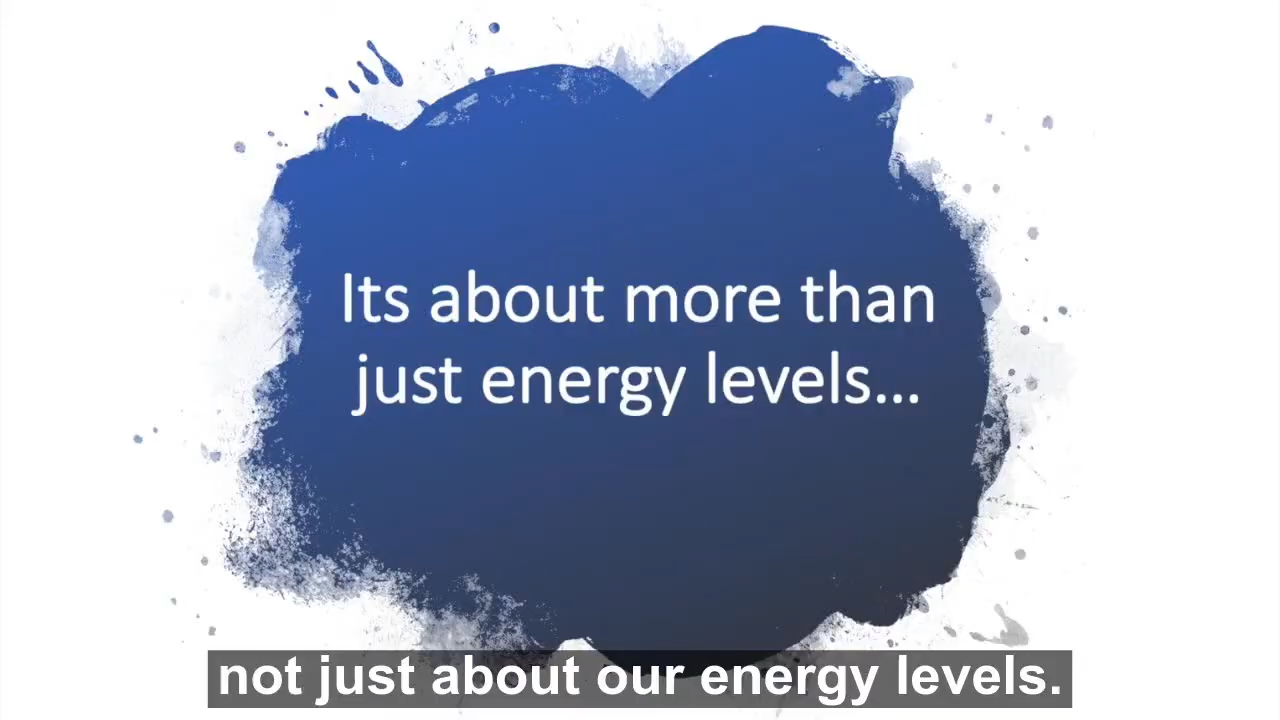 Its about more than
just energy levels...
not just about our energy levels.